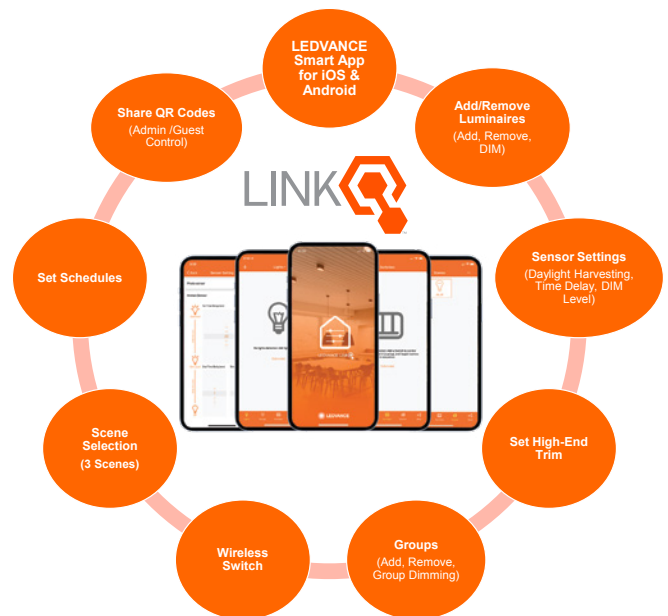 LEDVANCE
Smart App
for iOS &
Android
Add/Remove
Luminaires
(Add, Remove,
DIM)
Sensor Settings
(Daylight Harvesting,
Time Delay, DIM
Level)
Set High-End
Trim
Groups
(Add, Remove,
Group Dimming)
Wireless
Switch
Scene
Selection
(3 Scenes)
Set Schedules
Share QR Codes
(Admin /Guest
Control)
LINK
LEDVANCE